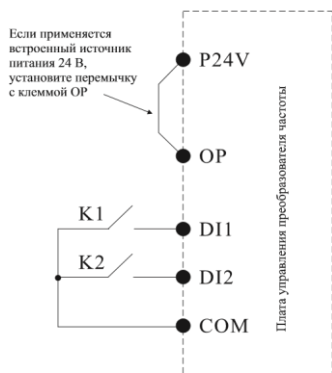 Если применяется
встроенный источник
питания 24 В,
установите перемычку
с клеммой OP
P24V
OP
K1
DI1
K2
DI2
COM
Плата управления преобразователя частоты